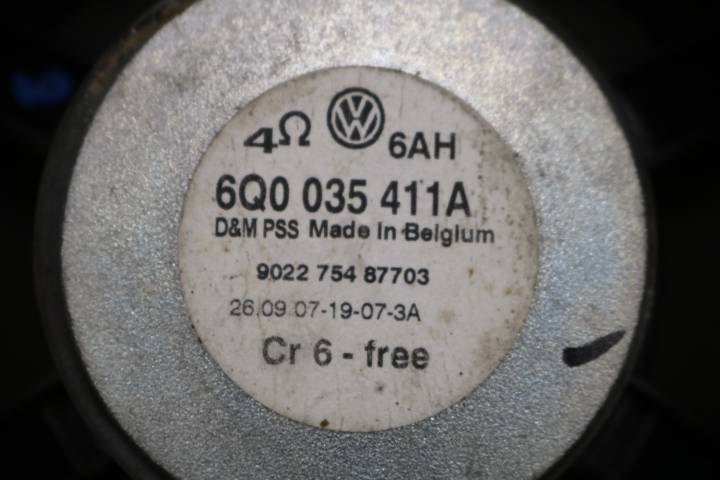 4Ω VW 6AH
6Q0 035 411A
D&M PSS Made In Belgium
9022 754 87703
26.09 07-19-07-3A
Cr 6 - free